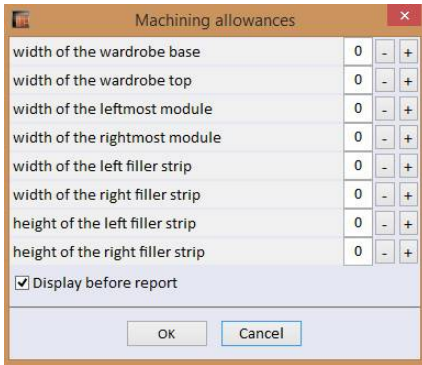 Machining allowances
width of the wardrobe base 0 - +
width of the wardrobe top 0 - +
width of the leftmost module 0 - +
width of the rightmost module 0 - +
width of the left filler strip 0 - +
width of the right filler strip 0 - +
height of the left filler strip 0 - +
height of the right filler strip 0 - +
Display before report
OK Cancel